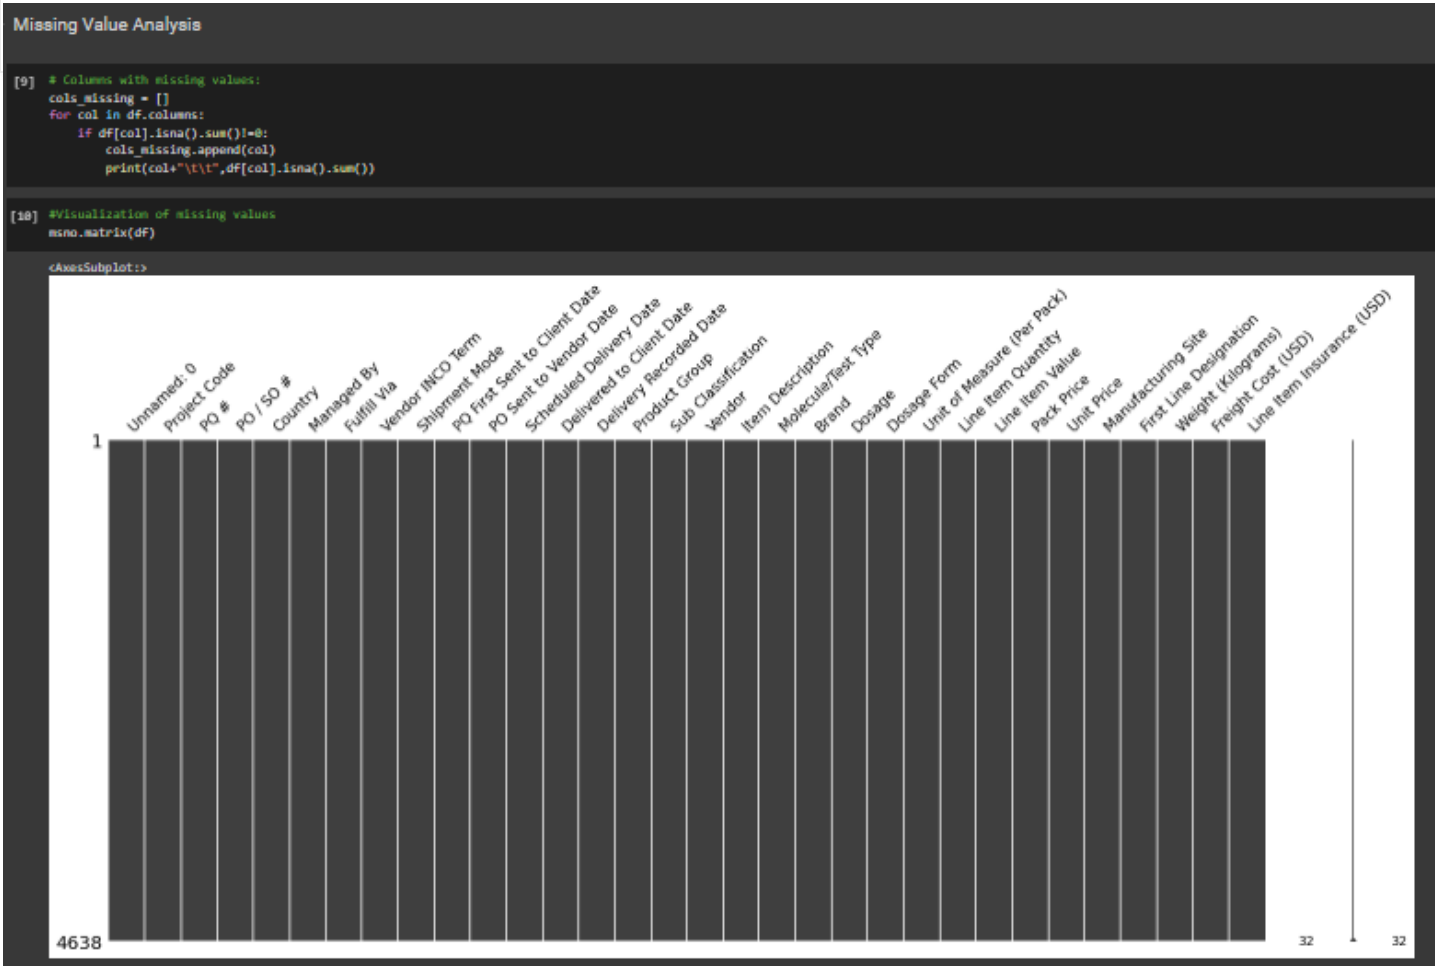 Missing Value Analysis
[9] # Columns with missing values:
cols_missing = []
for col in df.columns:
if df[col].isna().sum()!=0:
cols_missing.append(col)
print(col+"\t\t",df[col].isna().sum())
[10] #Visualization of missing values
msno.matrix(df)
<AxesSubplot:>
Unnamed: 0
Project Code
PQ #
PO / SO #
Country
Managed By
Fulfill Via
Vendor INCO Term
Shipment Mode
PQ First Sent to Client Date
PO Sent to Vendor Date
Scheduled Delivery Date
Delivered to Client Date
Delivery Recorded Date
Product Group
Sub Classification
Vendor
Item Description
Molecule/Test Type
Brand
Dosage
Dosage Form
Unit of Measure (Per Pack)
Line Item Quantity
Line Item Value
Pack Price
Unit Price
Manufacturing Site
First Line Designation
Weight (Kilograms)
Freight Cost (USD)
Line Item Insurance (USD)
1
4638
32
32